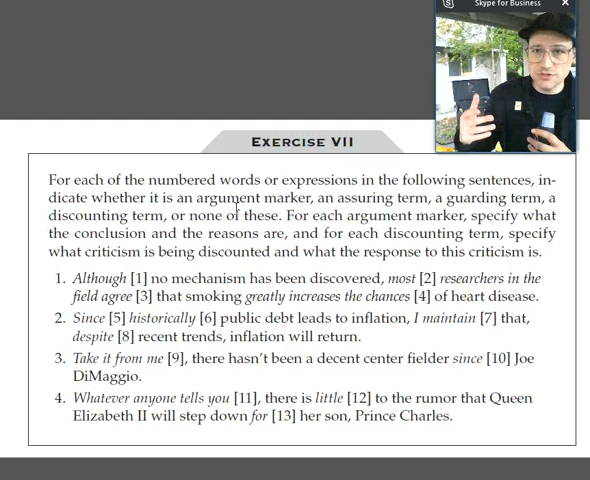 Skype for Business
EXERCISE VII
For each of the numbered words or expressions in the following sentences, in-
dicate whether it is an argument marker, an assuring term, a guarding term, a
discounting term, or none of these. For each argument marker, specify what
the conclusion and the reasons are, and for each discounting term, specify
what criticism is being discounted and what the response to this criticism is.
1. Although [1] no mechanism has been discovered, most [2] researchers in the
field agree [3] that smoking greatly increases the chances [4] of heart disease.
2. Since [5] historically [6] public debt leads to inflation, I maintain [7] that,
despite [8] recent trends, inflation will return.
3. Take it from me [9], there hasn't been a decent center fielder since [10] Joe
DiMaggio.
4. Whatever anyone tells you [11], there is little [12] to the rumor that Queen
Elizabeth II will step down for [13] her son, Prince Charles.